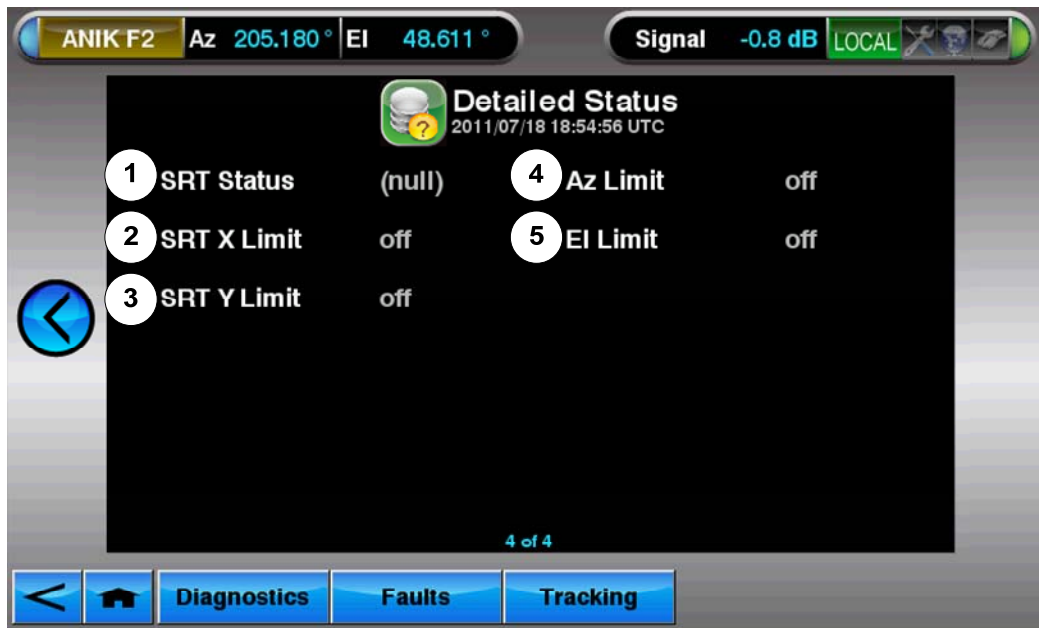 ANIK F2 Az 205.180 ° El 48.611 ° Signal -0.8 dB LOCAL
Detailed Status
2011/07/18 18:54:56 UTC
1 SRT Status (null) 4 Az Limit off
2 SRT X Limit off 5 El Limit off
3 SRT Y Limit off
4 of 4
< Diagnostics Faults Tracking